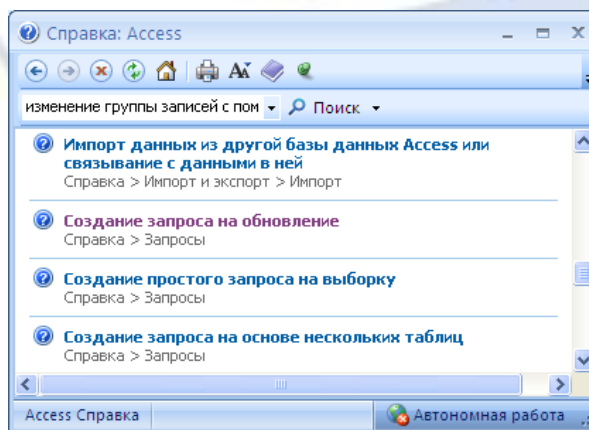 Справка: Access
изменение группы записей с пом
Поиск
Импорт данных из другой базы данных Access или
связывание с данными в ней
Справка > Импорт и экспорт > Импорт
Создание запроса на обновление
Справка > Запросы
Создание простого запроса на выборку
Справка > Запросы
Создание запроса на основе нескольких таблиц
Справка > Запросы
Access Справка
Автономная работа